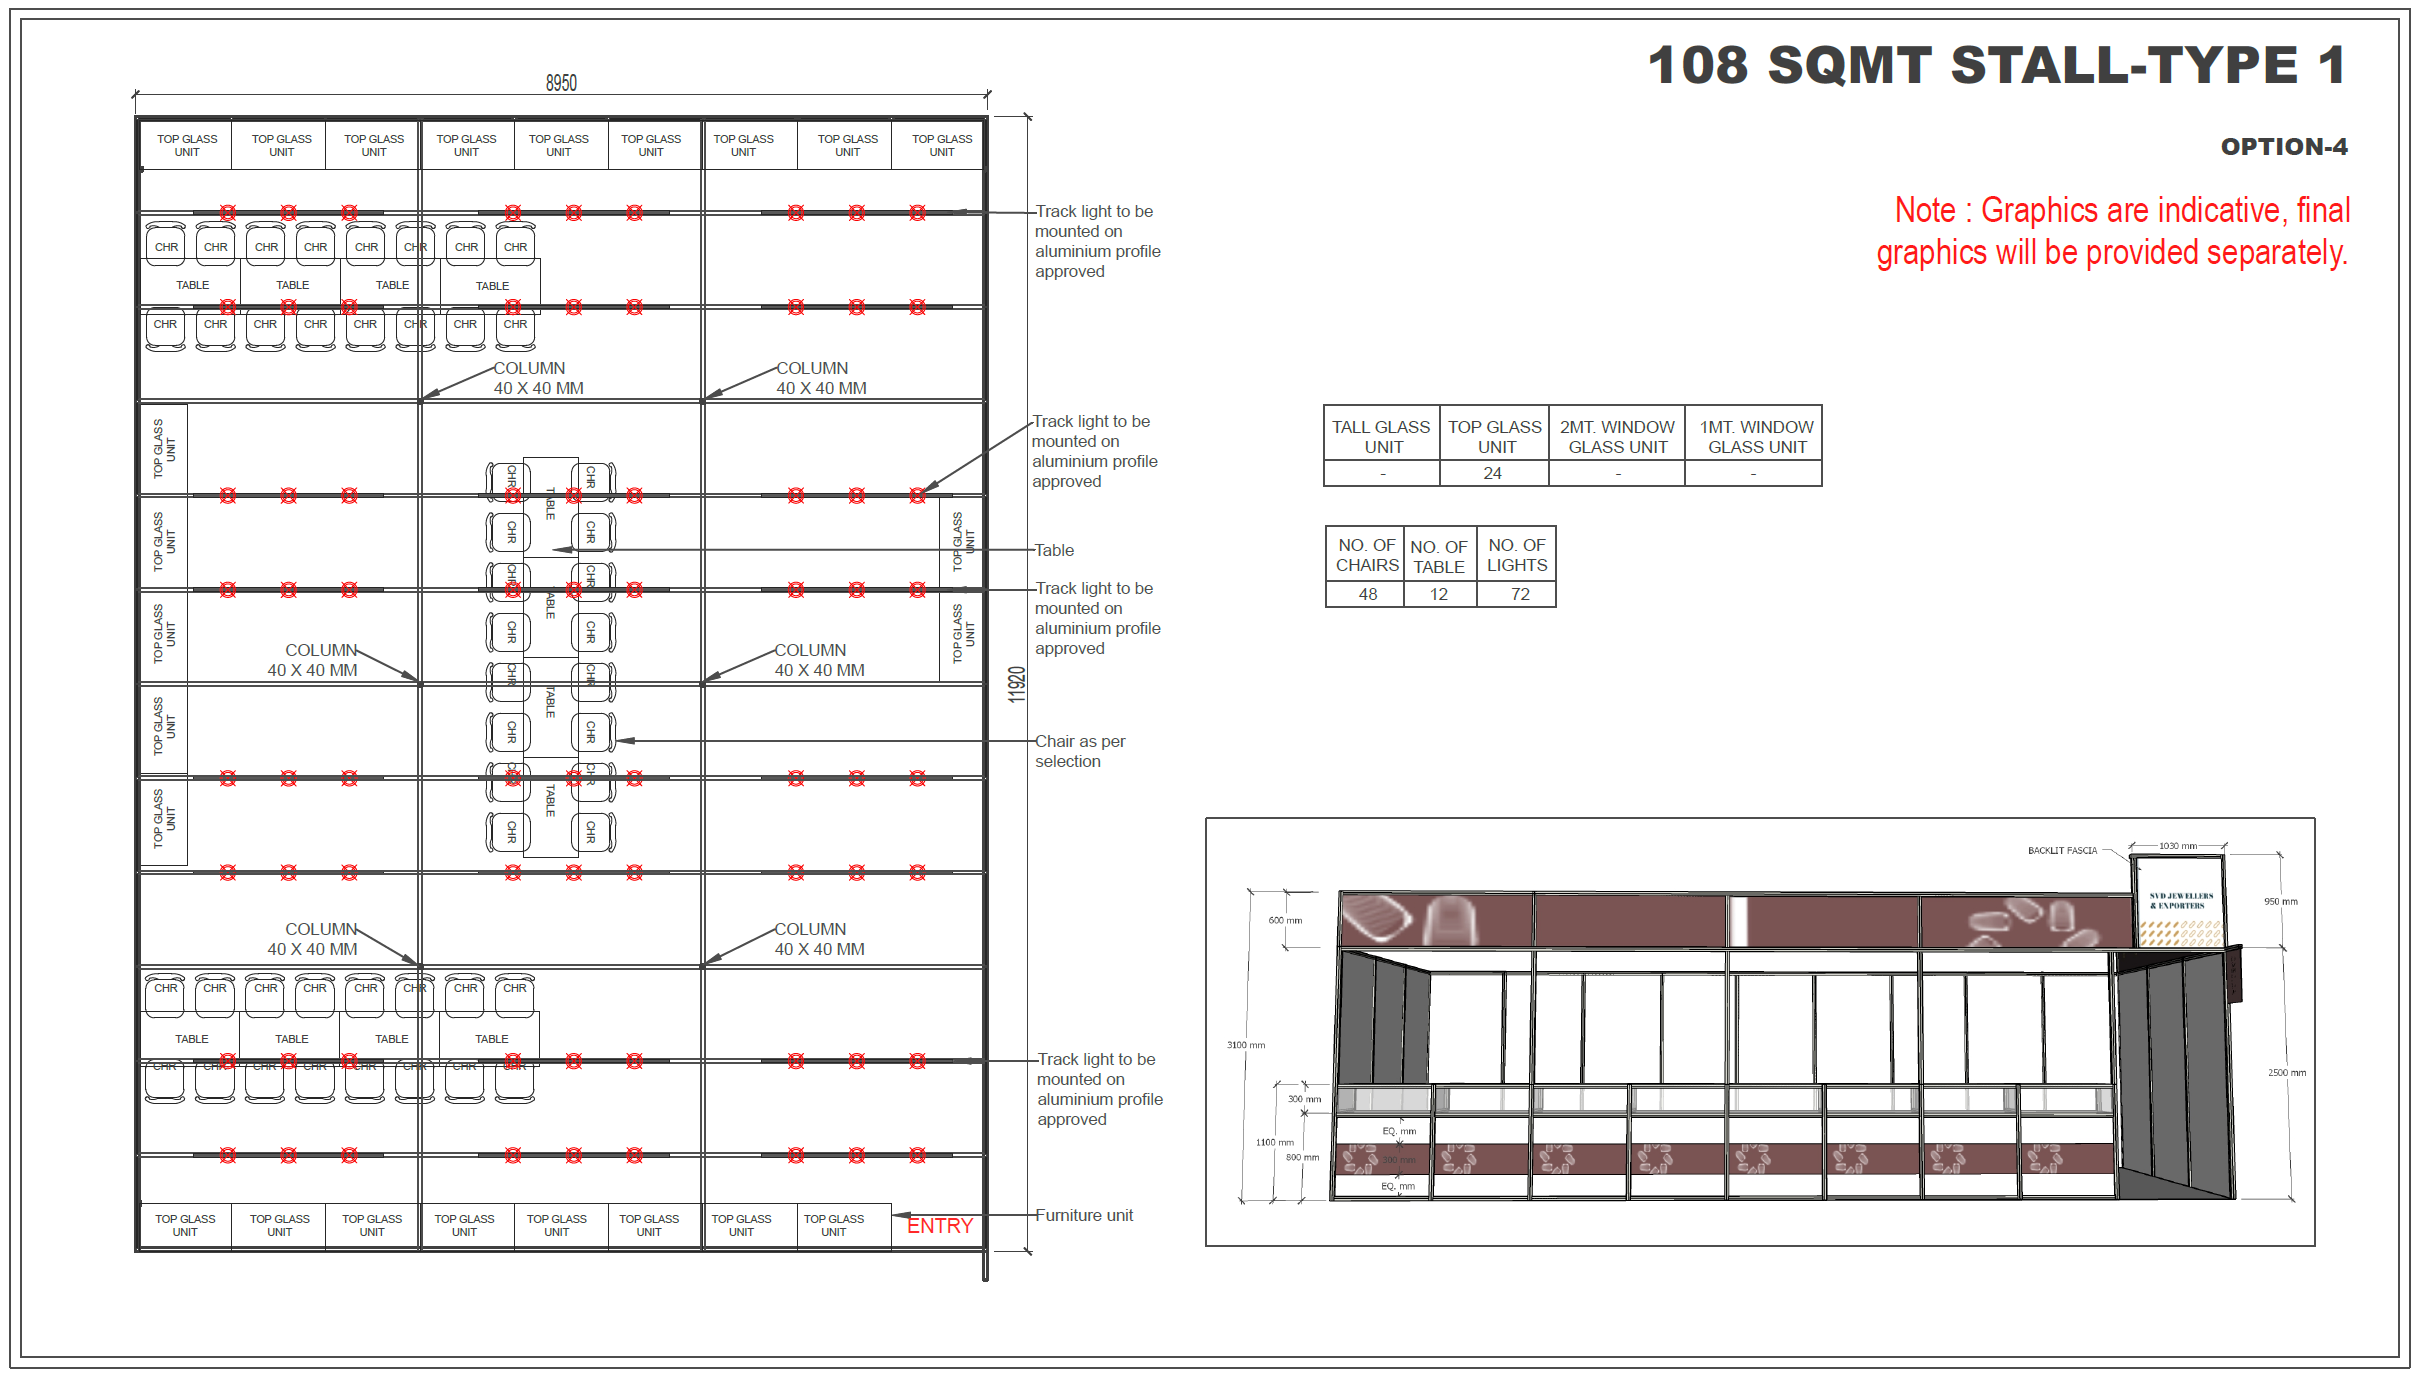 108 SQMT STALL-TYPE 1
OPTION-4
Note : Graphics are indicative, final
graphics will be provided separately.
8950
TOP GLASS UNIT TOP GLASS UNIT TOP GLASS UNIT TOP GLASS UNIT TOP GLASS UNIT TOP GLASS UNIT TOP GLASS UNIT TOP GLASS UNIT TOP GLASS UNIT
Track light to be
mounted on
aluminium profile
approved
CHR CHR CHR CHR CHR CHR CHR CHR
TABLE TABLE TABLE TABLE
CHR CHR CHR CHR CHR CHR CHR CHR
COLUMN
40 X 40 MM
COLUMN
40 X 40 MM
Track light to be
mounted on
aluminium profile
approved
TOP GLASS
UNIT
TOP GLASS
UNIT
TOP GLASS
UNIT
TOP GLASS
UNIT
TOP GLASS
UNIT
CHR CHR
TABLE
CHR CHR
CHR CHR
TABLE
CHR CHR
CHR CHR
TABLE
CHR CHR
CHR CHR
TABLE
CHR CHR
TOP GLASS
UNIT
TOP GLASS
UNIT
Table
Track light to be
mounted on
aluminium profile
approved
11920
COLUMN
40 X 40 MM
COLUMN
40 X 40 MM
Chair as per
selection
COLUMN
40 X 40 MM
COLUMN
40 X 40 MM
CHR CHR CHR CHR CHR CHR CHR CHR
TABLE TABLE TABLE TABLE
CHR CHR CHR CHR CHR CHR CHR CHR
Track light to be
mounted on
aluminium profile
approved
TOP GLASS UNIT TOP GLASS UNIT TOP GLASS UNIT TOP GLASS UNIT TOP GLASS UNIT TOP GLASS UNIT TOP GLASS UNIT TOP GLASS UNIT
ENTRY
Furniture unit
TALL GLASS UNIT TOP GLASS UNIT 2MT. WINDOW GLASS UNIT 1MT. WINDOW GLASS UNIT
- 24 - -
NO. OF CHAIRS NO. OF TABLE NO. OF LIGHTS
48 12 72
BACKLIT FASCIA
1030 mm
SVD JEWELLERS
& EXPORTERS
950 mm
600 mm
3100 mm
2500 mm
300 mm
EQ. mm
1100 mm
800 mm
300 mm
EQ. mm